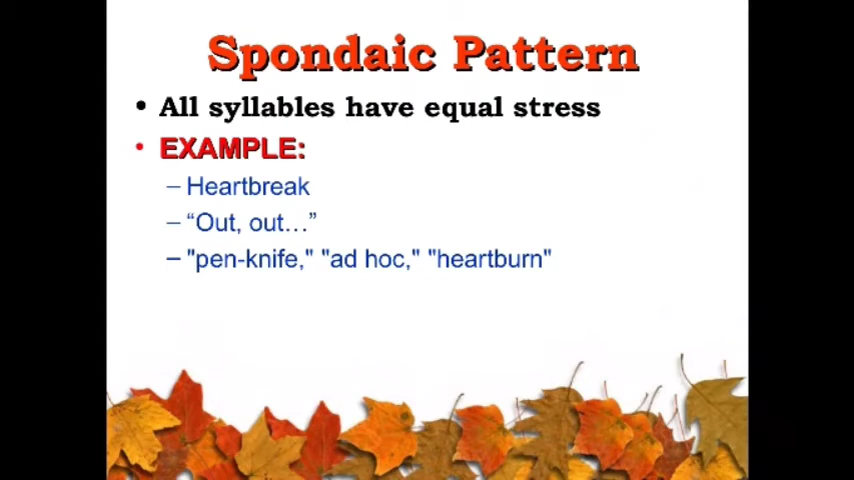 Spondaic Pattern
• All syllables have equal stress
• EXAMPLE:
– Heartbreak
– “Out, out…”
– "pen-knife," "ad hoc," "heartburn"